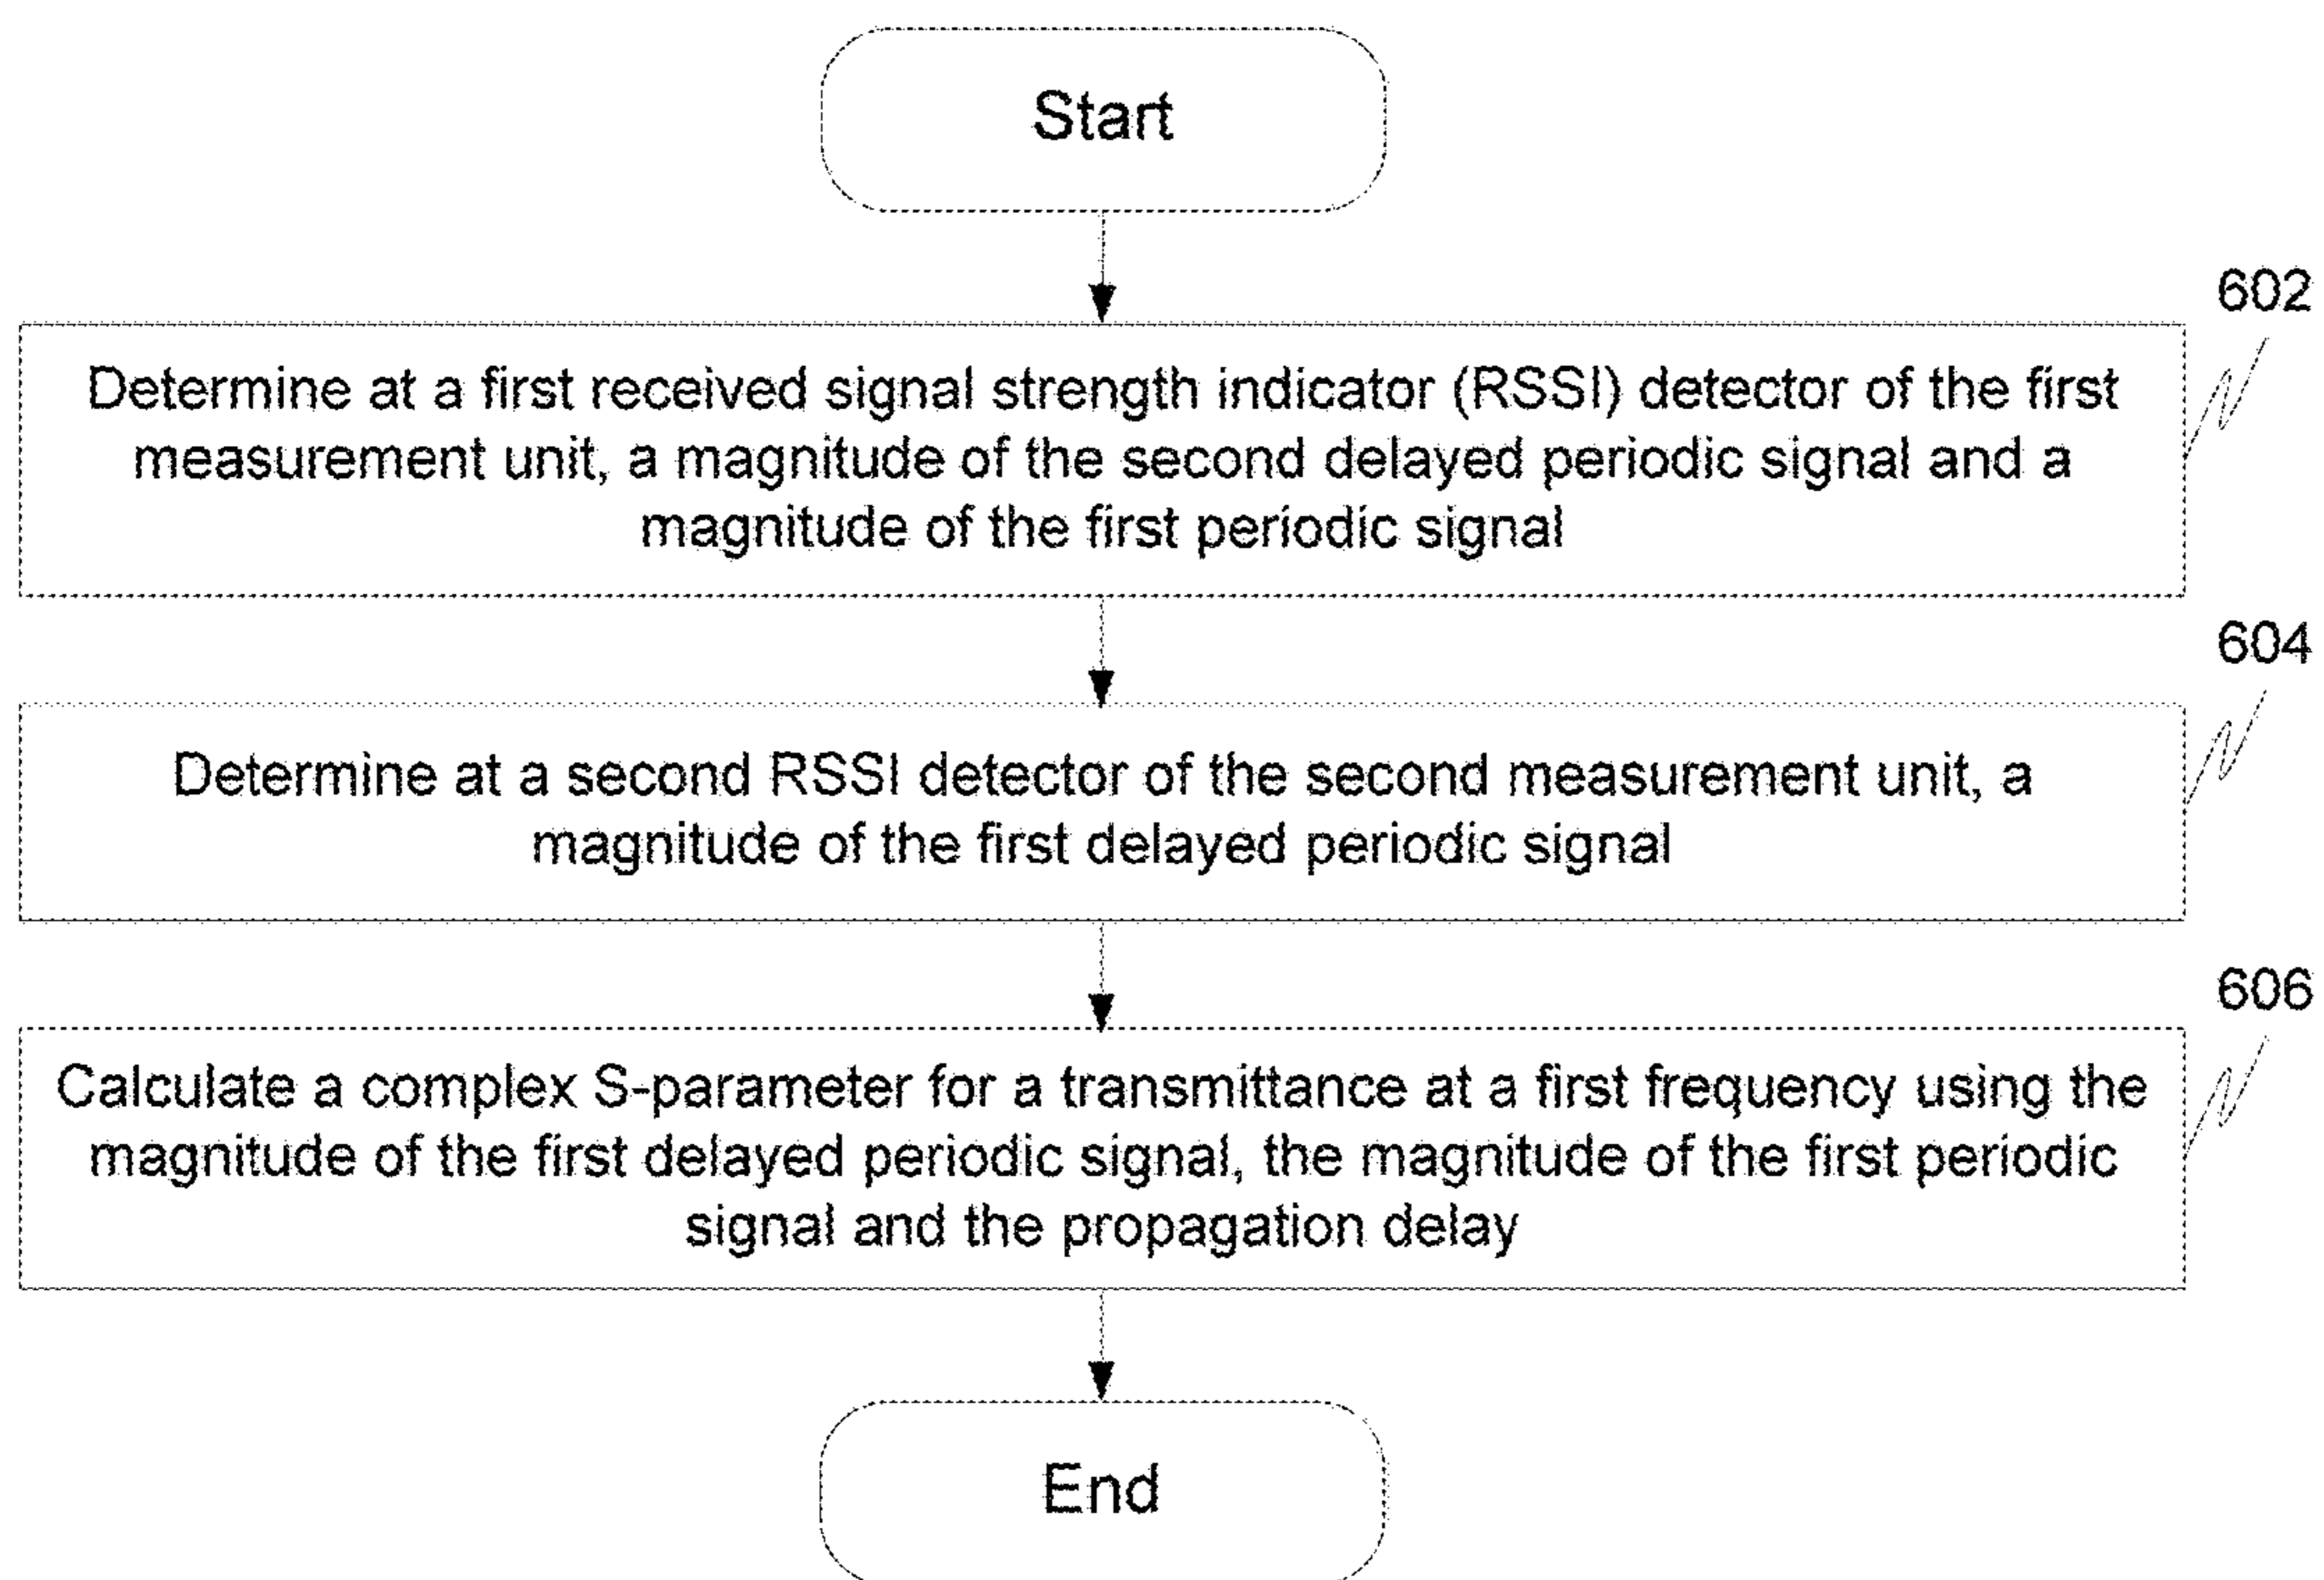 Start
602
Determine at a first received signal strength indicator (RSSI) detector of the first
measurement unit, a magnitude of the second delayed periodic signal and a
magnitude of the first periodic signal
604
Determine at a second RSSI detector of the second measurement unit, a
magnitude of the first delayed periodic signal
606
Calculate a complex S-parameter for a transmittance at a first frequency using the
magnitude of the first delayed periodic signal, the magnitude of the first periodic
signal and the propagation delay
End